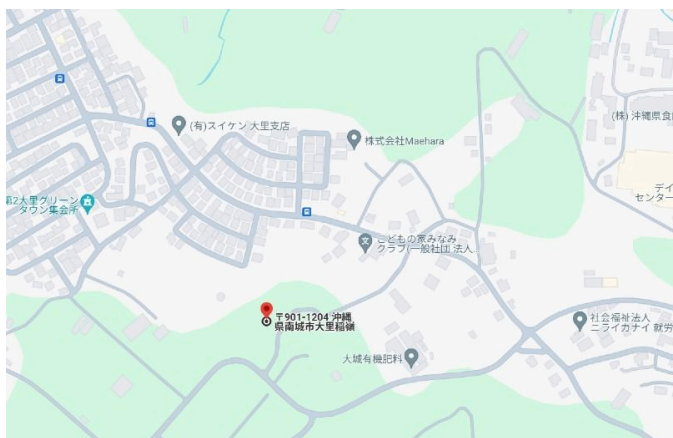 (有)スイケン 大里支店
株式会社Maehara
(株)沖縄県食
デイ
センター
第2大里グリーン
タウン集会所
こどもの家みなみ
クラブ(一般社団 法人...
〒901-1204 沖縄
県南城市大里稲嶺
社会福祉法人
ニライカナイ 就労
大城有機肥料